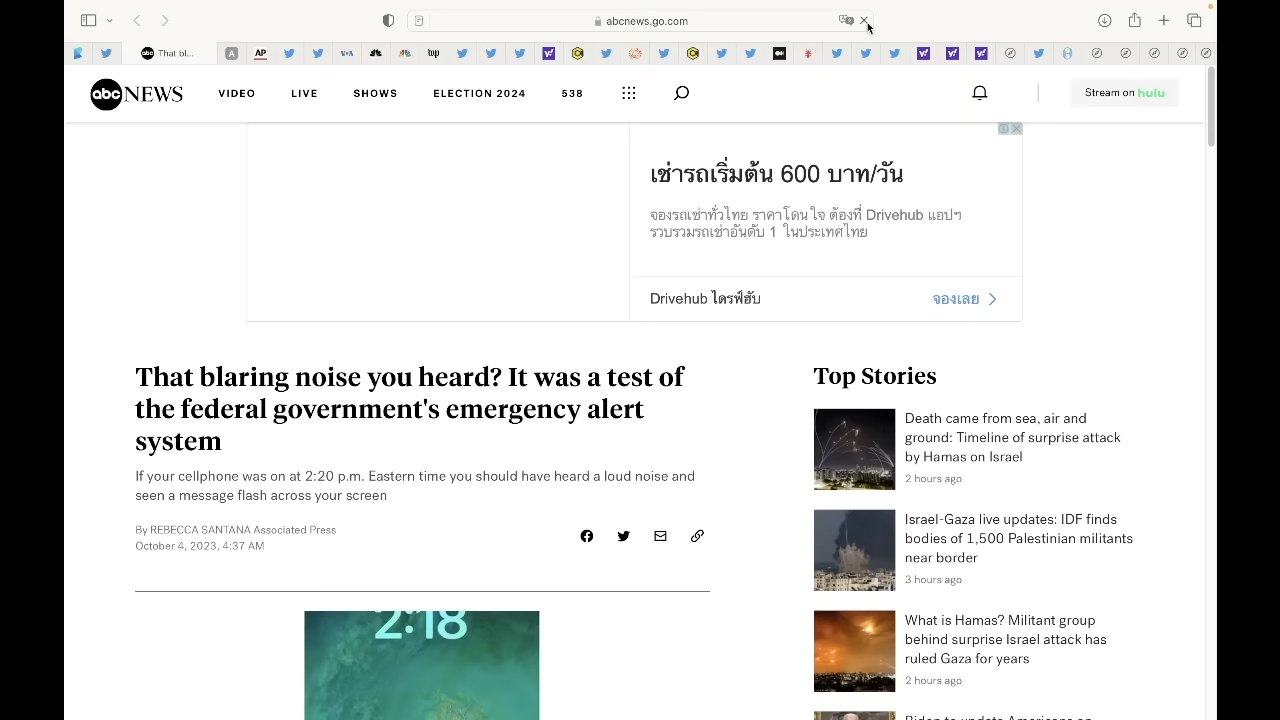 abcnews.go.com
abc That bl...
A AP VOA wp
abc NEWS VIDEO LIVE SHOWS ELECTION 2024 538 Stream on hulu
เช่ารถเริ่มต้น 600 บาท/วัน
จองรถเช่าทั่วไทย ราคาโดนใจ ต้องที่ Drivehub แอปฯ
รวบรวมรถเช่าอันดับ 1 ในประเทศไทย
Drivehub ไดรฟ์ฮับ จองเลย
That blaring noise you heard? It was a test of
the federal government's emergency alert
system
If your cellphone was on at 2:20 p.m. Eastern time you should have heard a loud noise and
seen a message flash across your screen
By REBECCA SANTANA Associated Press
October 4, 2023, 4:37 AM
2:18
Top Stories
Death came from sea, air and
ground: Timeline of surprise attack
by Hamas on Israel
2 hours ago
Israel-Gaza live updates: IDF finds
bodies of 1,500 Palestinian militants
near border
3 hours ago
What is Hamas? Militant group
behind surprise Israel attack has
ruled Gaza for years
2 hours ago